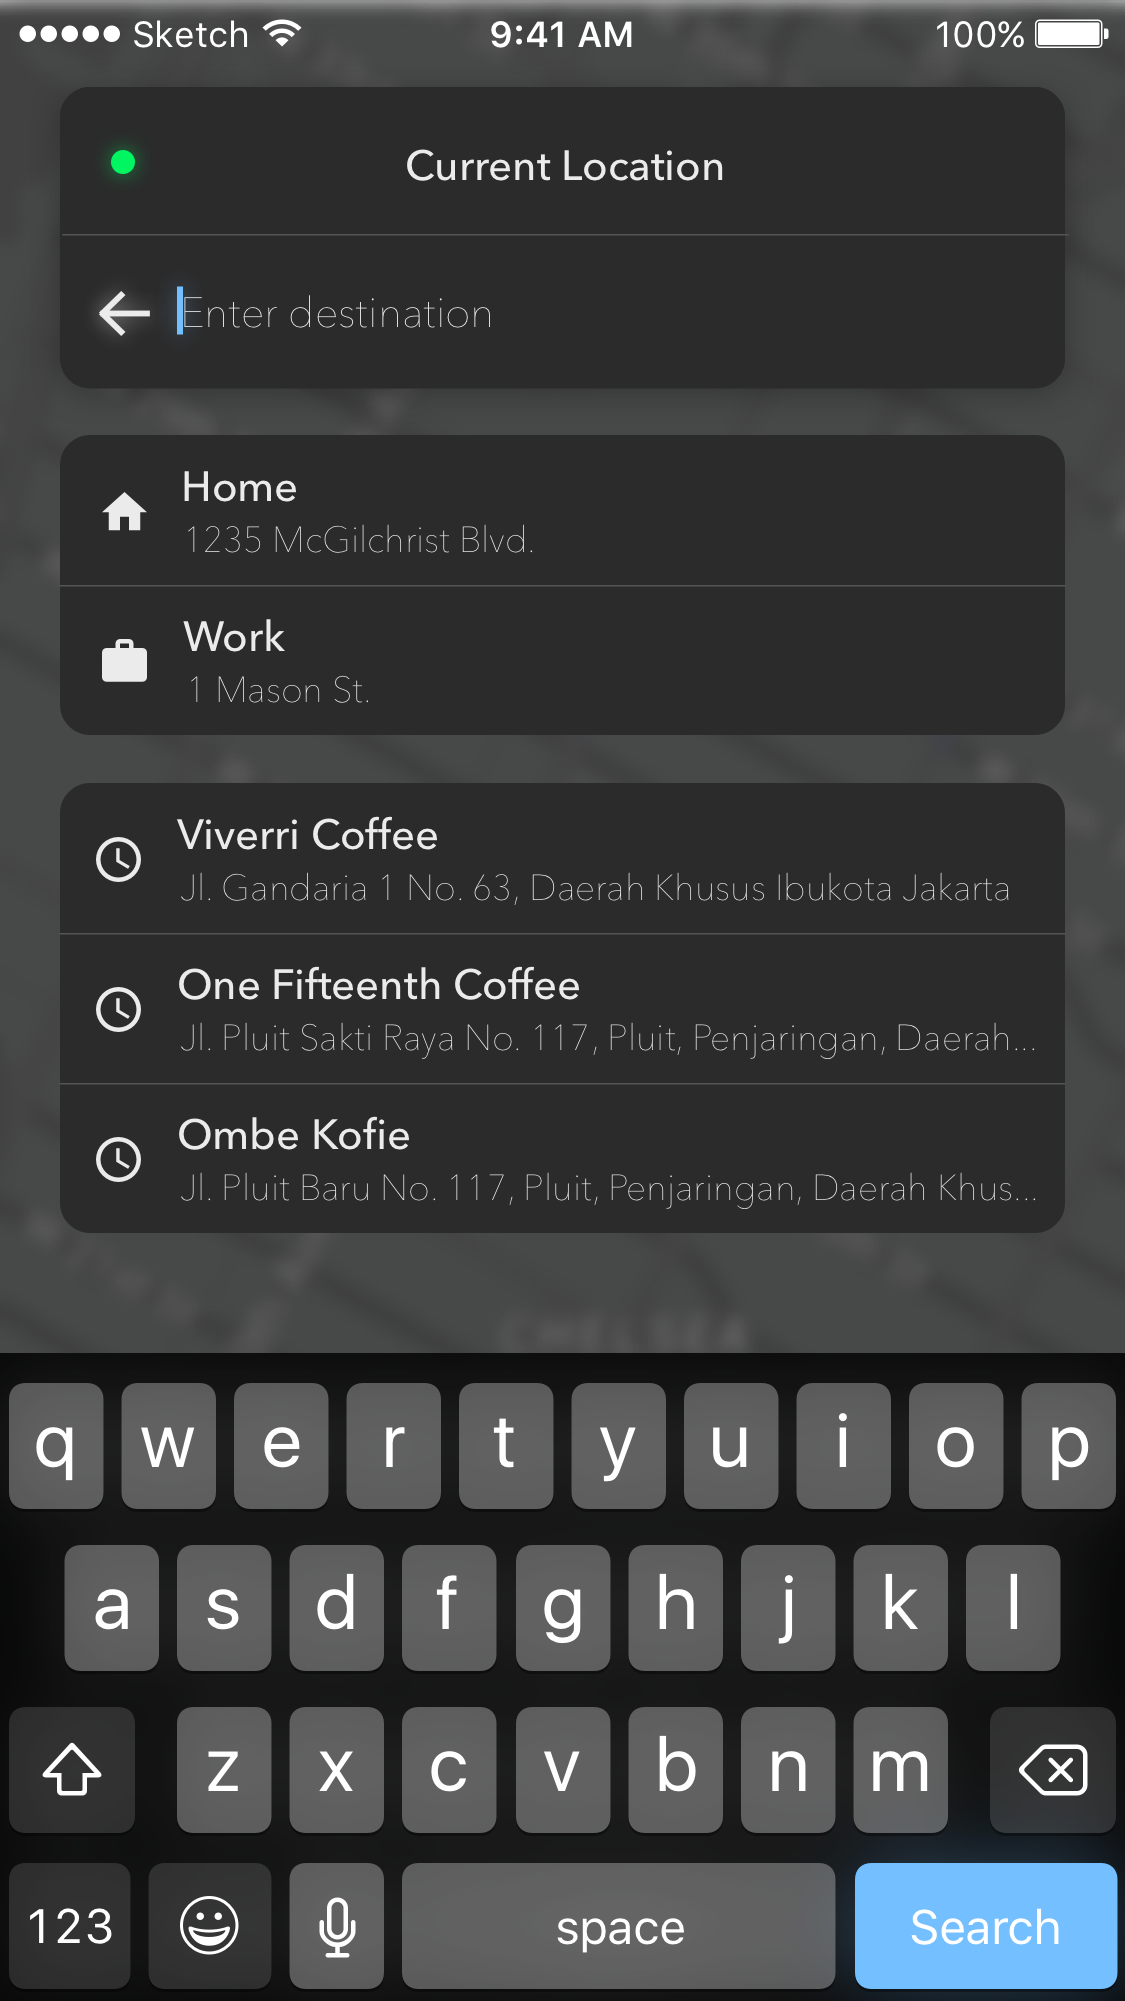 Sketch 9:41 AM 100%
Current Location
Enter destination
Home
1235 McGilchrist Blvd.
Work
1 Mason St.
Viverri Coffee
Jl. Gandaria 1 No. 63, Daerah Khusus Ibukota Jakarta
One Fifteenth Coffee
Jl. Pluit Sakti Raya No. 117, Pluit, Penjaringan, Daerah...
Ombe Kofie
Jl. Pluit Baru No. 117, Pluit, Penjaringan, Daerah Khus...
CHELSEA
q w e r t y u i o p
a s d f g h j k l
z x c v b n m
123 space Search